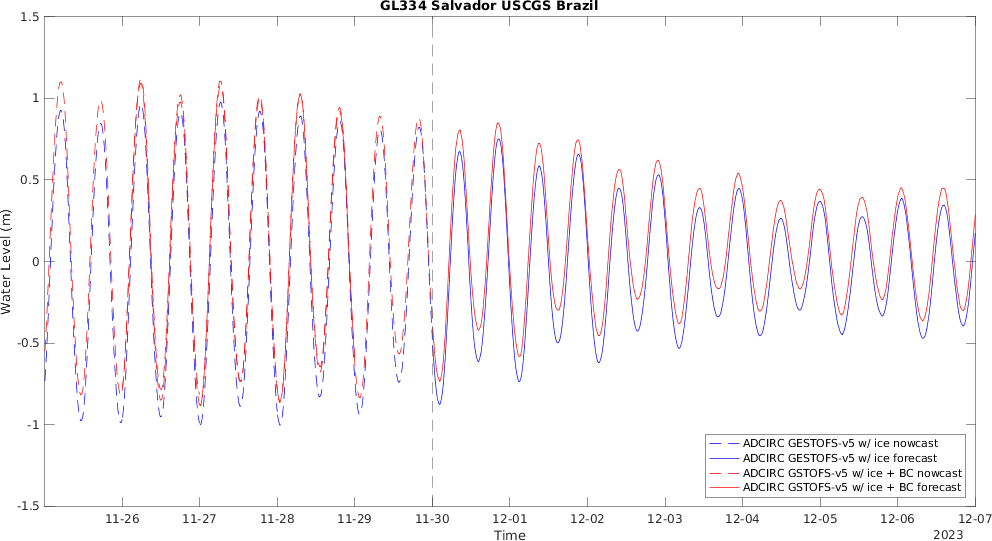 GL334 Salvador USCGS Brazil
1.5
1
0.5
0
-0.5
-1
-1.5
Water Level (m)
ADCIRC GESTOFS-v5 w/ ice nowcast
ADCIRC GESTOFS-v5 w/ ice forecast
ADCIRC GSTOFS-v5 w/ ice + BC nowcast
ADCIRC GSTOFS-v5 w/ ice + BC forecast
11-26 11-27 11-28 11-29 11-30 12-01 12-02 12-03 12-04 12-05 12-06 12-07
Time
2023